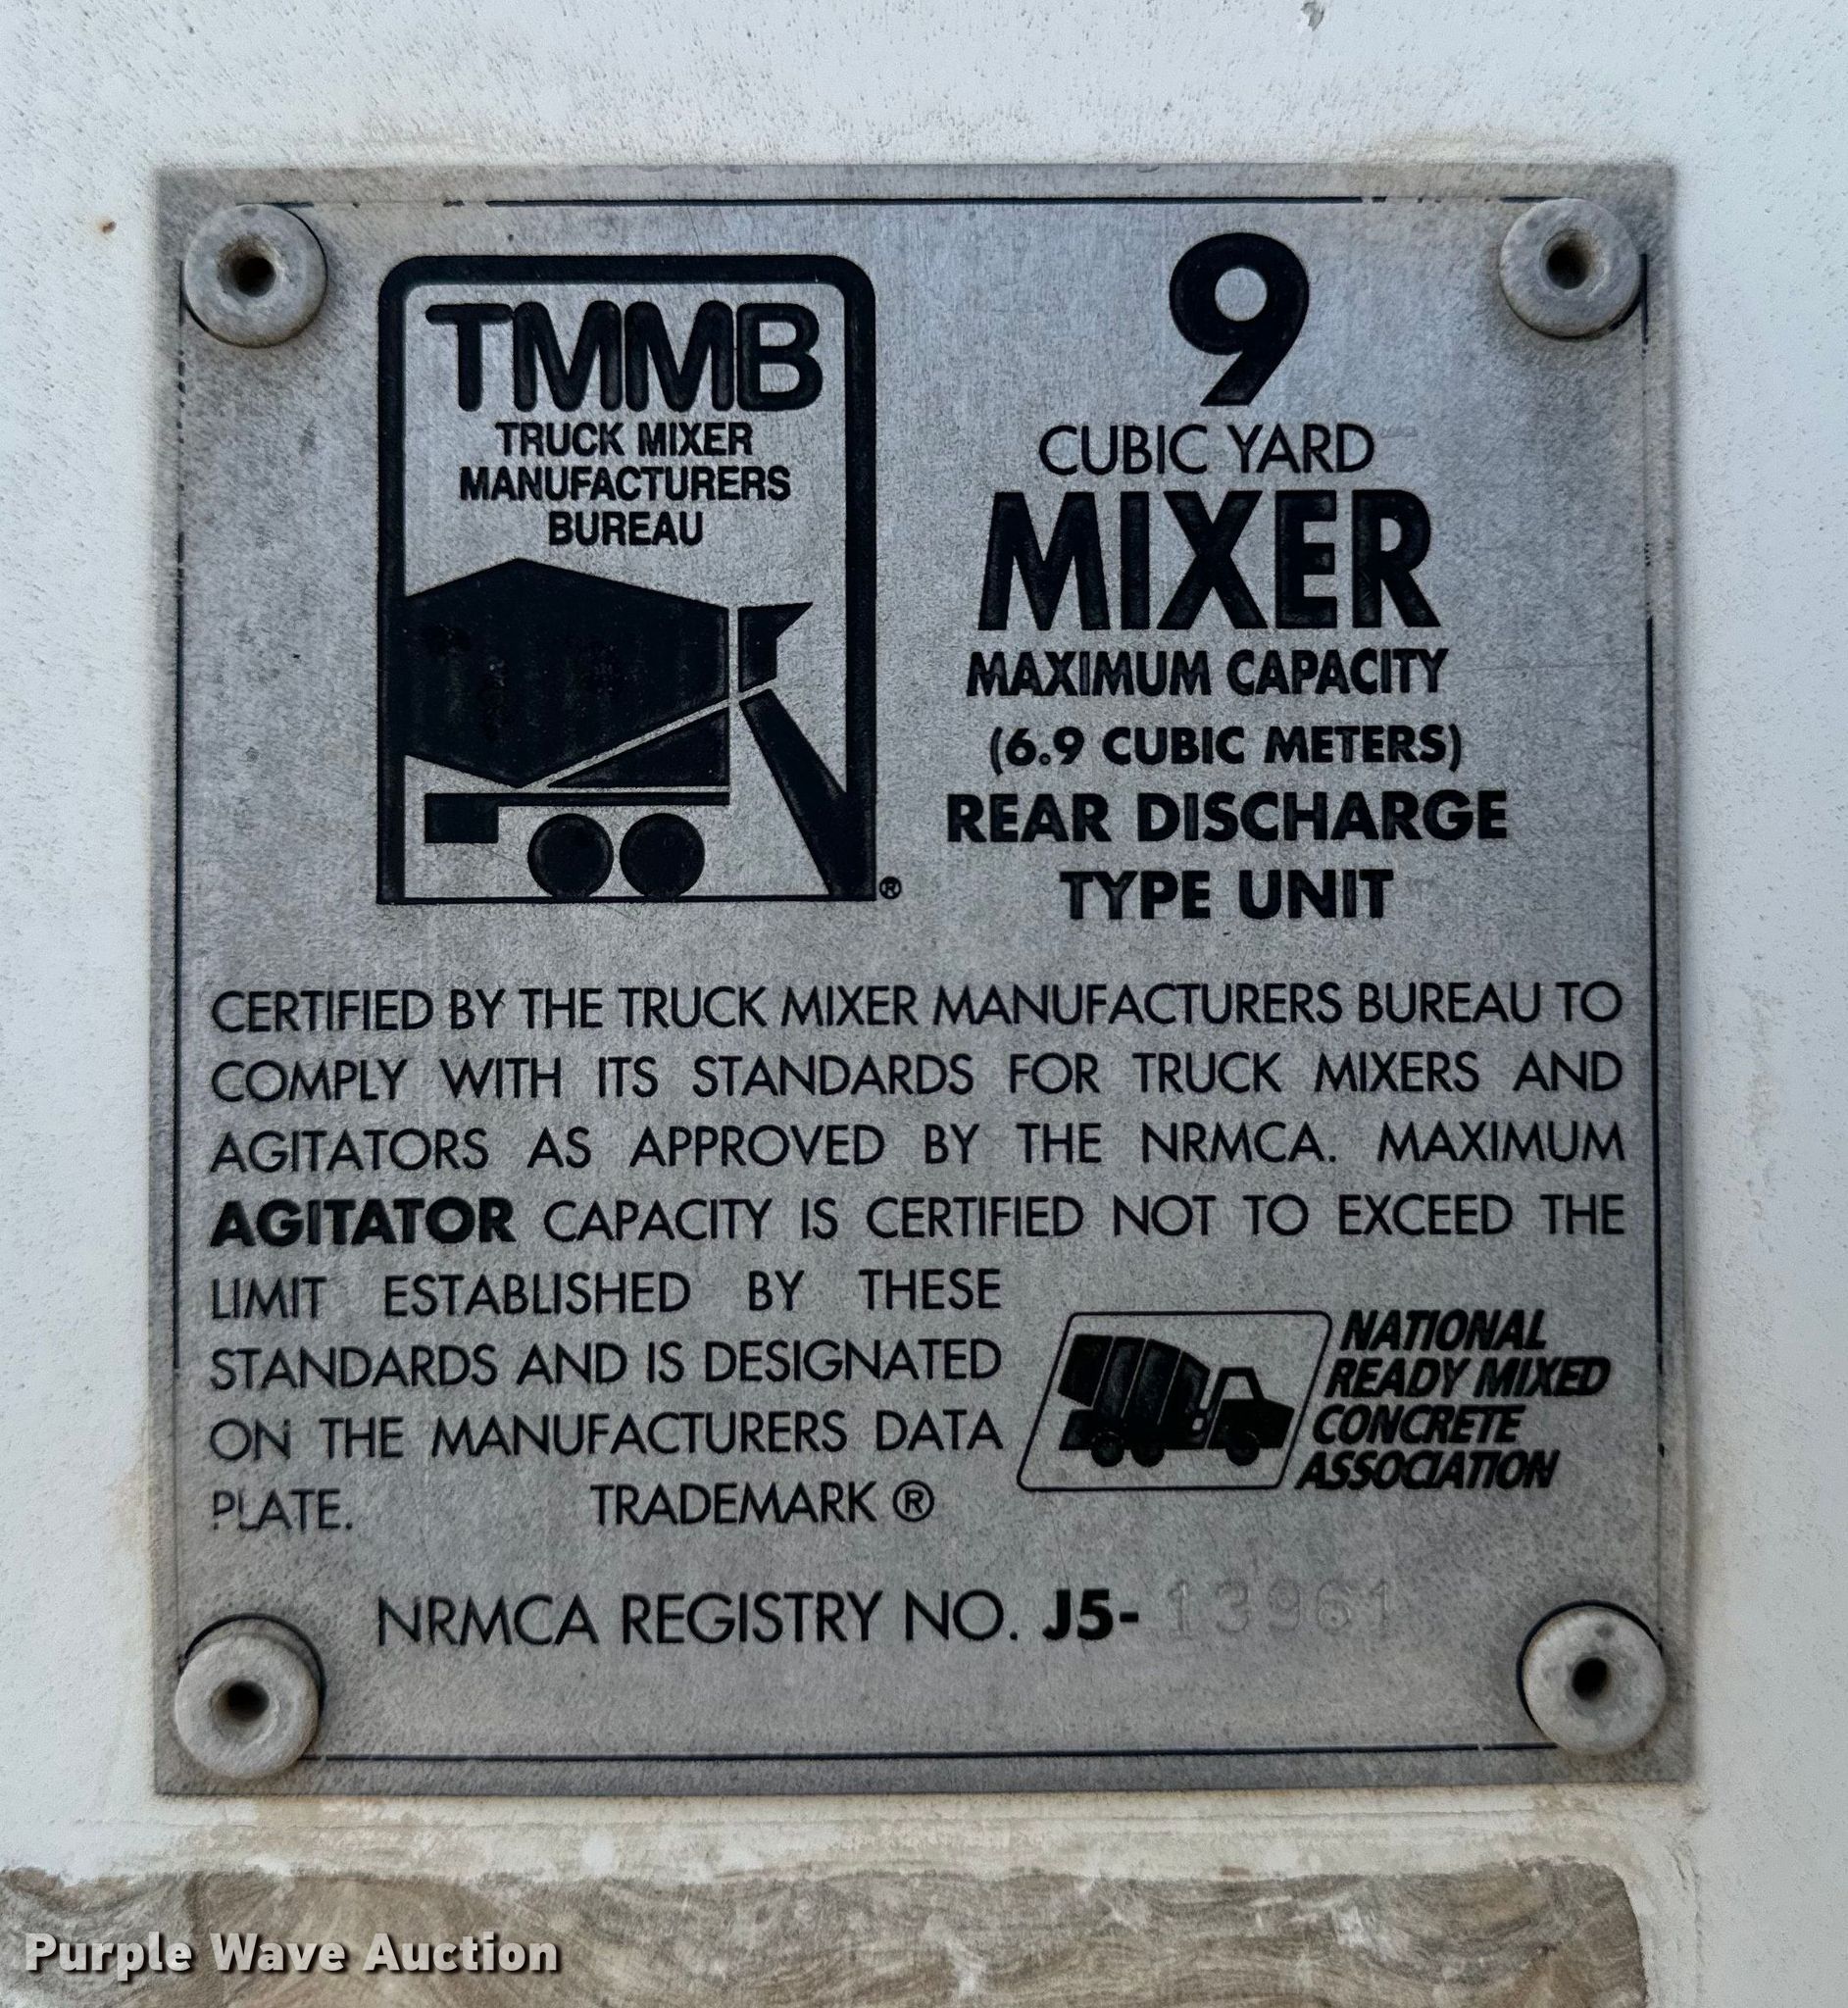 TMMB
TRUCK MIXER
MANUFACTURERS
BUREAU
®
9
CUBIC YARD
MIXER
MAXIMUM CAPACITY
(6.9 CUBIC METERS)
REAR DISCHARGE
TYPE UNIT
CERTIFIED BY THE TRUCK MIXER MANUFACTURERS BUREAU TO
COMPLY WITH ITS STANDARDS FOR TRUCK MIXERS AND
AGITATORS AS APPROVED BY THE NRMCA. MAXIMUM
AGITATOR CAPACITY IS CERTIFIED NOT TO EXCEED THE
LIMIT ESTABLISHED BY THESE
STANDARDS AND IS DESIGNATED
ON THE MANUFACTURERS DATA
PLATE. TRADEMARK ®
NATIONAL
READY MIXED
CONCRETE
ASSOCIATION
NRMCA REGISTRY NO. J5-13961
Purple Wave Auction